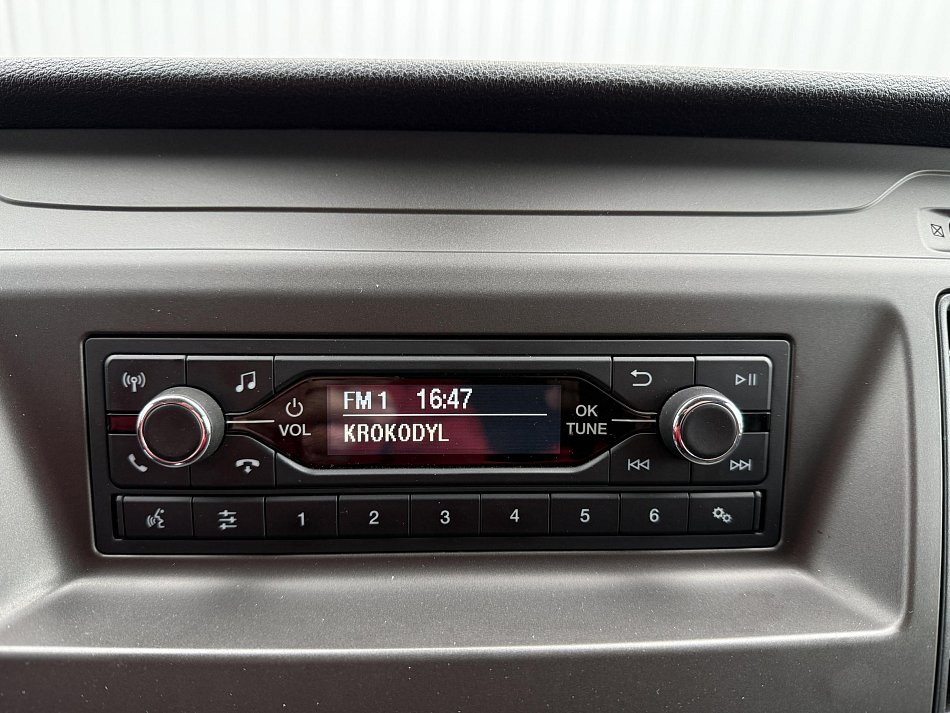 FM 1 16:47
KROKODYL
VOL
OK
TUNE
1 2 3 4 5 6